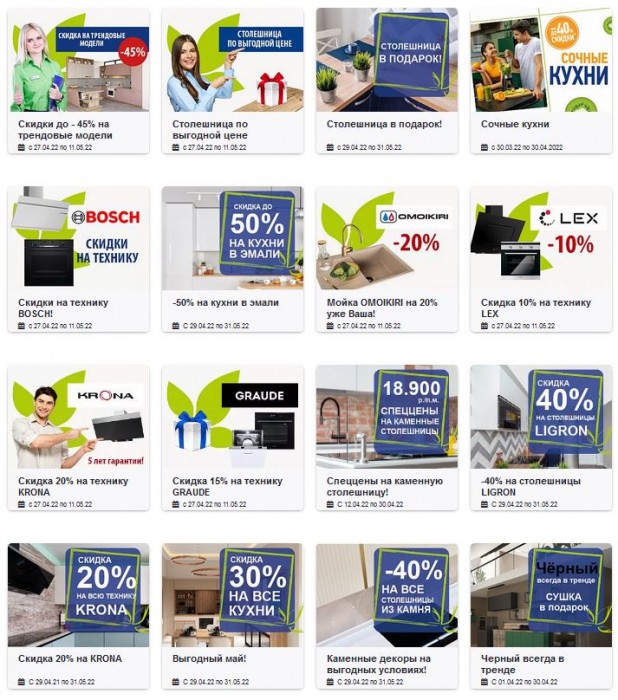 СКИДКА НА ТРЕНДОВЫЕ
МОДЕЛИ
-45%
Скидки до - 45% на
трендовые модели
с 27.04.22 по 11.05.22
СТОЛЕШНИЦА
ПО ВЫГОДНОЙ ЦЕНЕ
Столешница по
выгодной цене
с 27.04.22 по 11.05.22
СТОЛЕШНИЦА
В ПОДАРОК!
Столешница в подарок!
с 29.04.22 по 31.05.22
ДО -40%
СКИДКИ
СОЧНЫЕ
КУХНИ
Сочные кухни
с 30.03.22 по 30.04.2022
BOSCH
СКИДКИ
НА ТЕХНИКУ
Скидки на технику
BOSCH!
с 27.04.22 по 11.05.22
СКИДКА ДО
50%
НА КУХНИ
В ЭМАЛИ
-50% на кухни в эмали
С 29.04.22 по 31.05.22
OMOIKIRI
-20%
Мойка OMOIKIRI на 20%
уже Ваша!
с 27.04.22 по 11.05.22
LEX
-10%
Скидка 10% на технику
LEX
с 27.04.22 по 11.05.22
KRONA
5 лет гарантии!
Скидка 20% на технику
KRONA
с 27.04.22 по 11.05.22
GRAUDE
Скидка 15% на технику
GRAUDE
с 27.04.22 по 11.05.22
18.900
р./п.м.
СПЕЦЦЕНЫ
НА КАМЕННЫЕ
СТОЛЕШНИЦЫ
Спеццены на каменную
столешницу!
С 12.04.22 по 30.04.22
СКИДКА
40%
НА СТОЛЕШНИЦЫ
LIGRON
-40% на столешницы
LIGRON
С 29.04.22 по 31.05.22
СКИДКА
20%
НА ВСЮ ТЕХНИКУ
KRONA
Скидка 20% на KRONA
С 29.04.21 по 31.05.22
СКИДКА
30%
НА ВСЕ
КУХНИ
Выгодный май!
С 29.04.22 по 31.05.22
-40%
НА ВСЕ
СТОЛЕШНИЦЫ
ИЗ КАМНЯ
Каменные декоры на
выгодных условиях!
С 29.04.22 по 31.05.22
Чёрный
всегда в тренде
СУШКА
в подарок
Черный всегда в
тренде
С 01.04.22 по 30.04.22